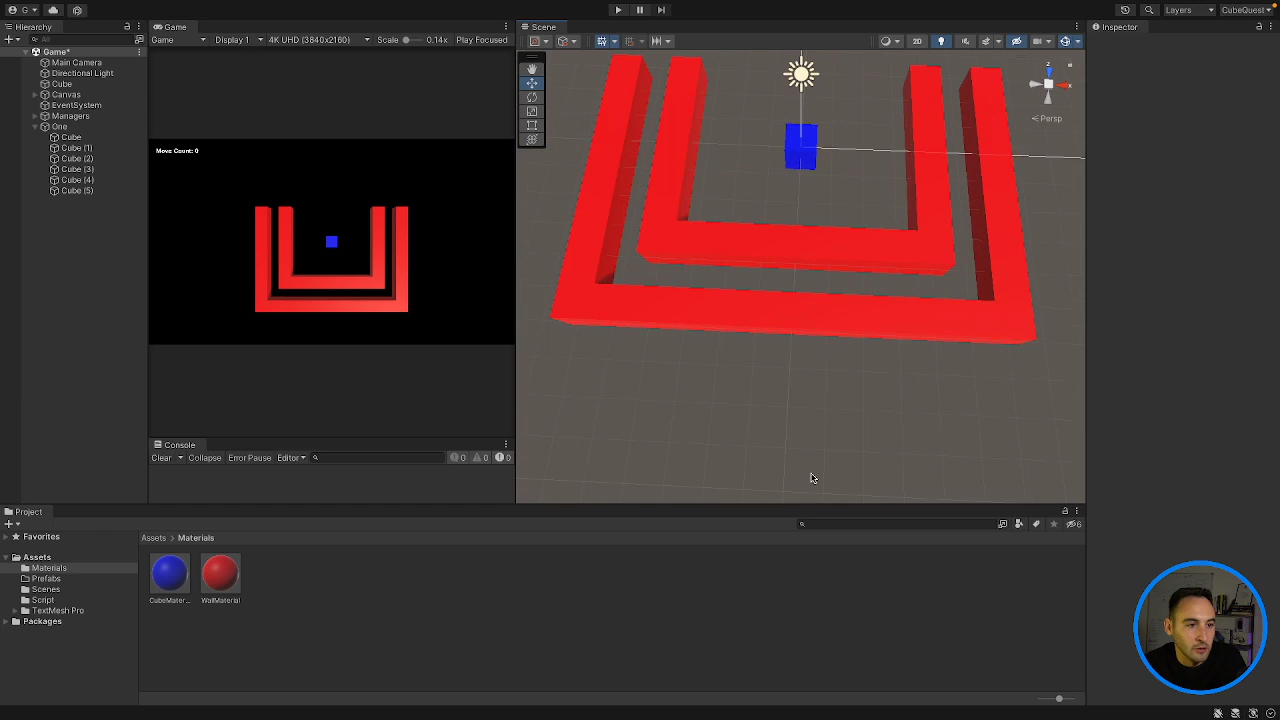 G
Layers
CubeQuest
Hierarchy
All
Game*
Main Camera
Directional Light
Cube
Canvas
EventSystem
Managers
One
Cube
Cube (1)
Cube (2)
Cube (3)
Cube (4)
Cube (5)
Game
Game
Display 1
4K UHD (3840x2160)
Scale
0.14x
Play Focused
Move Count: 0
Console
Clear
Collapse
Error Pause
Editor
0
0
0
Scene
2D
z
x
Persp
Inspector
Project
6
Favorites
Assets
Materials
Prefabs
Scenes
Script
TextMesh Pro
Packages
Assets > Materials
CubeMater...
WallMaterial